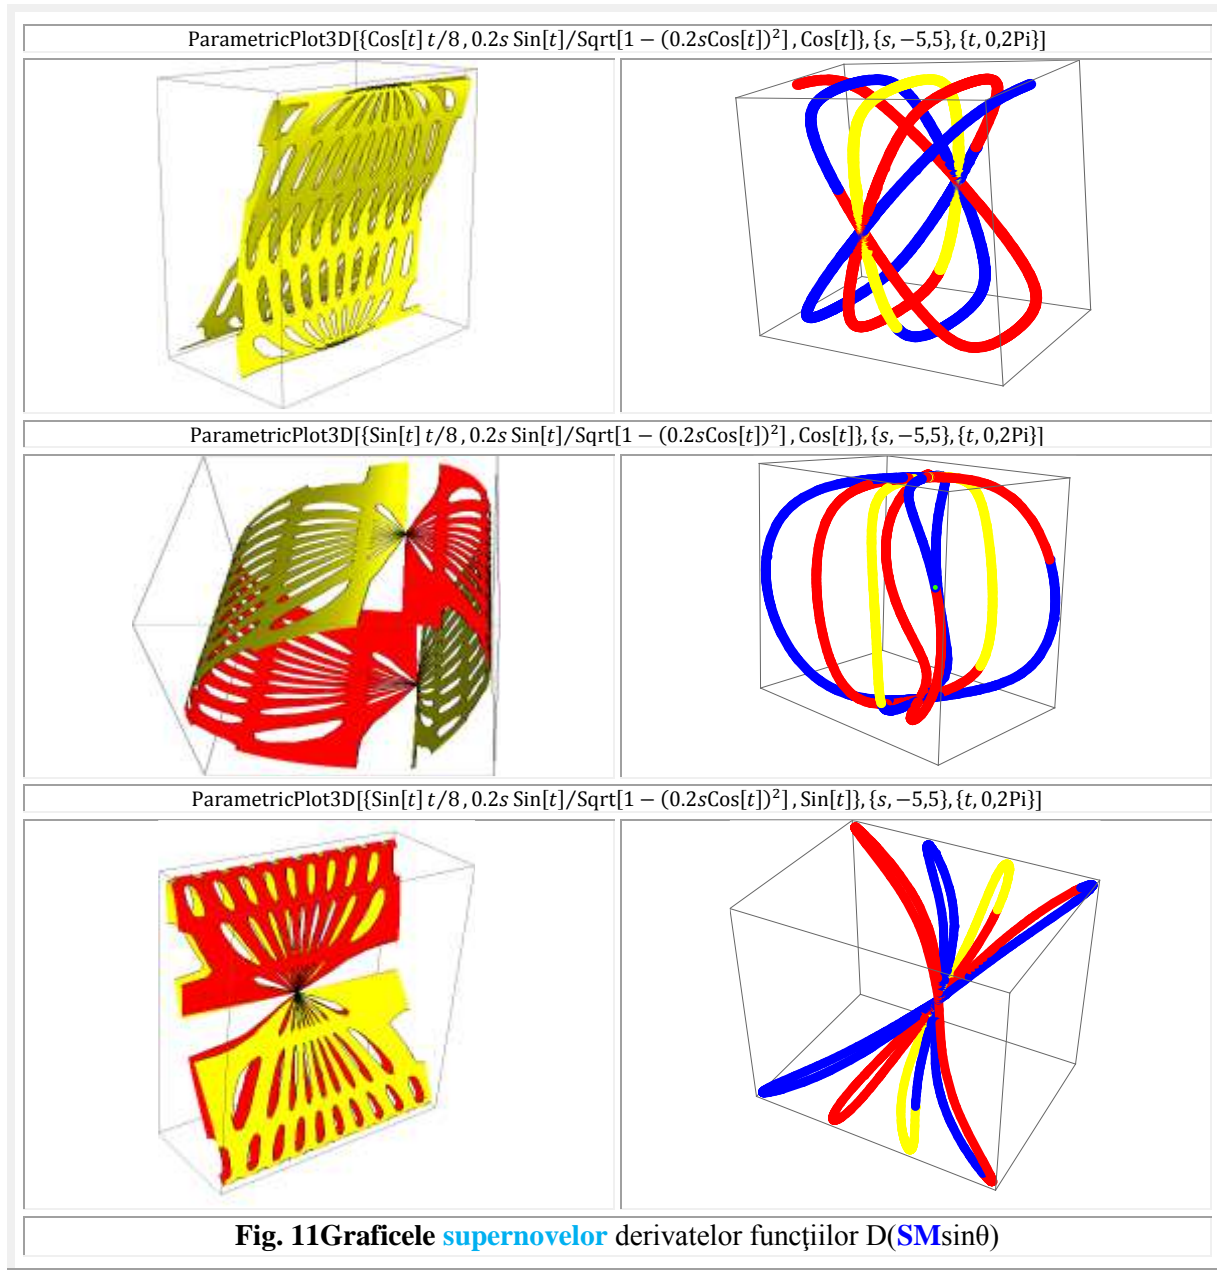 ParametricPlot3D[{Cos[t] t/8 , 0.2s Sin[t]/Sqrt[1 − (0.2sCos[t])²] , Cos[t]}, {s, −5,5}, {t, 0,2Pi}]
ParametricPlot3D[{Sin[t] t/8 , 0.2s Sin[t]/Sqrt[1 − (0.2sCos[t])²] , Cos[t]}, {s, −5,5}, {t, 0,2Pi}]
ParametricPlot3D[{Sin[t] t/8 , 0.2s Sin[t]/Sqrt[1 − (0.2sCos[t])²] , Sin[t]}, {s, −5,5}, {t, 0,2Pi}]
Fig. 11Graficele supernovelor derivatelor funcţiilor D(SMsinθ)